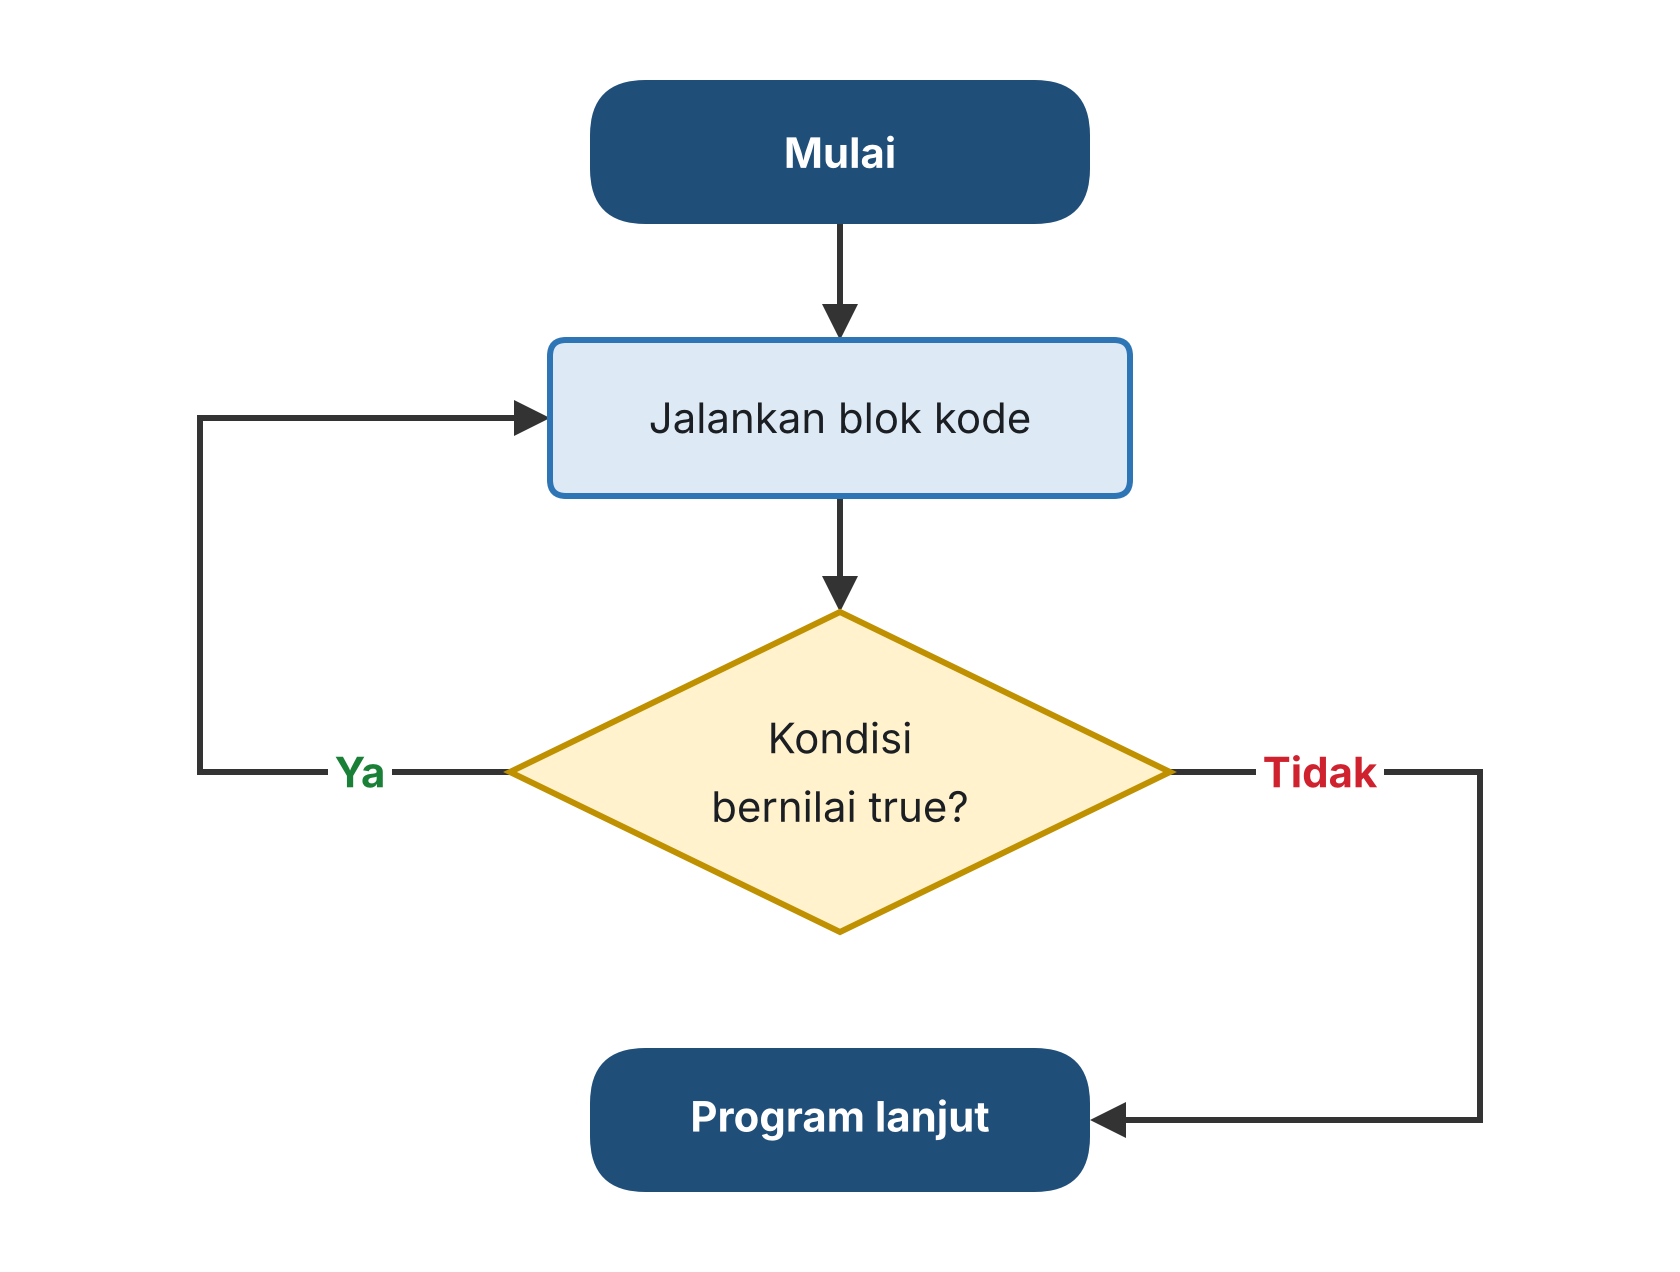 Mulai
Jalankan blok kode
Kondisi
bernilai true?
Ya
Tidak
Program lanjut